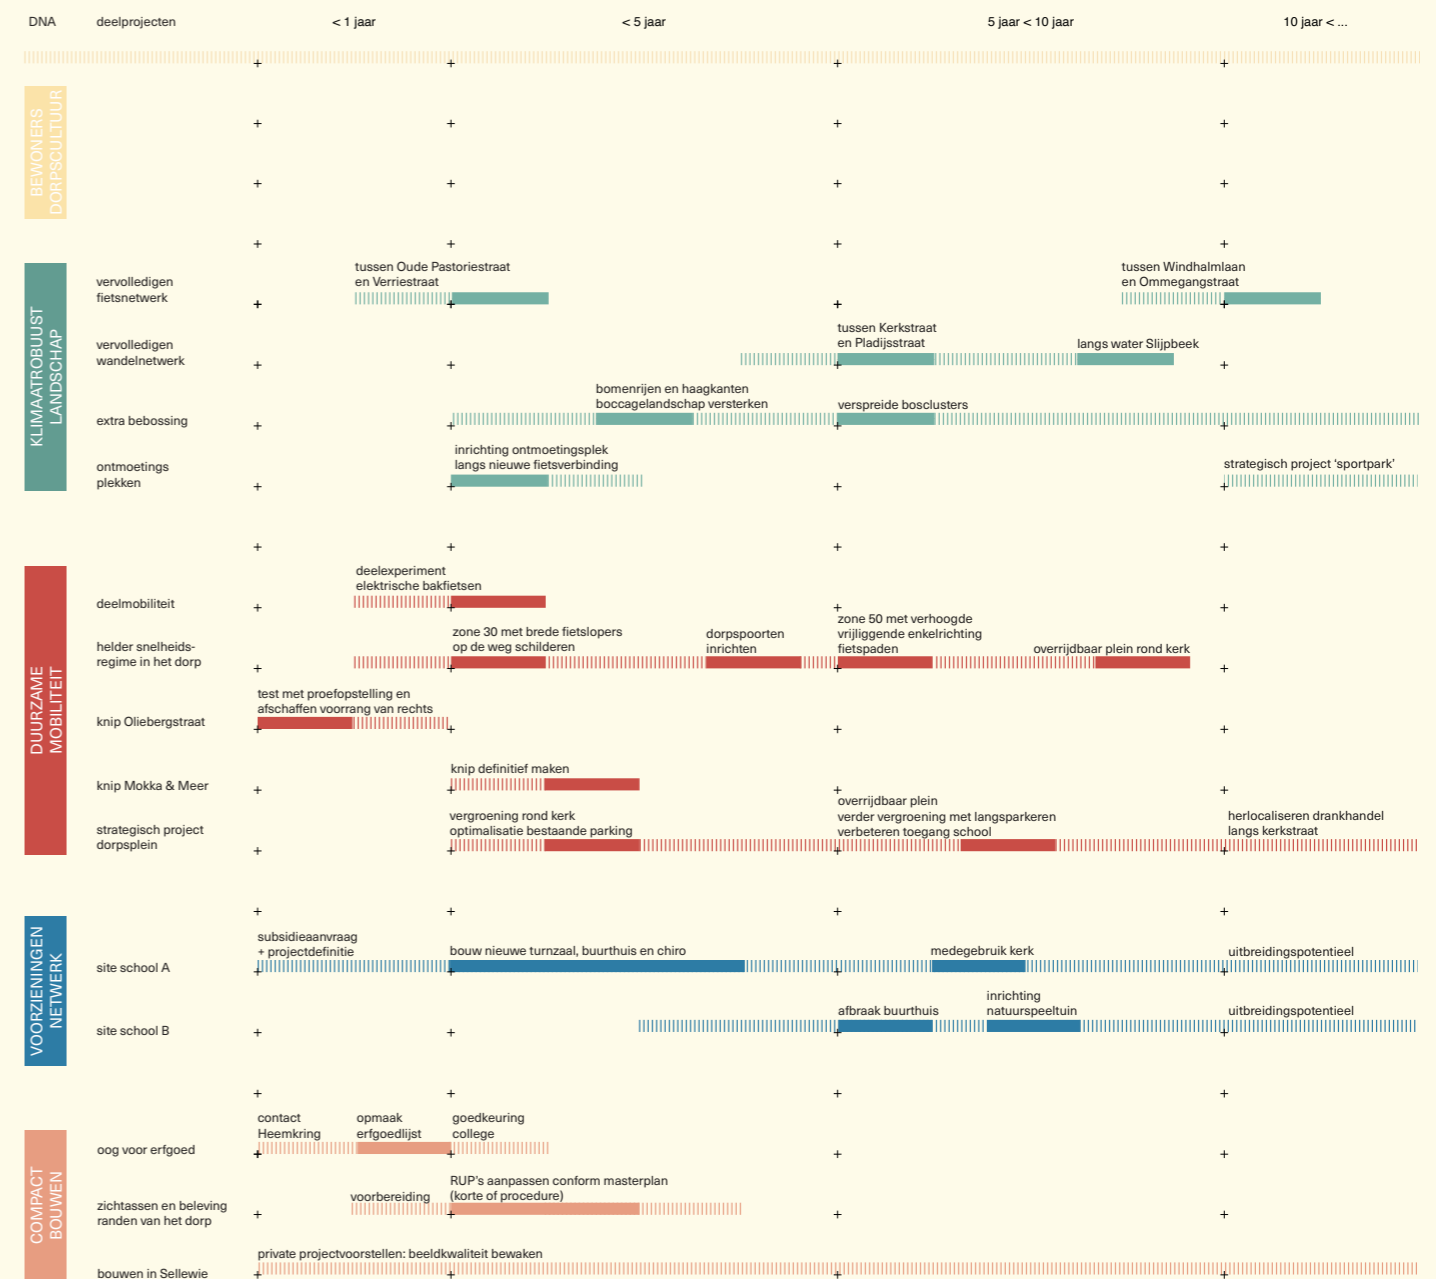 DNA deelprojecten < 1 jaar < 5 jaar 5 jaar < 10 jaar 10 jaar < ...
BEWONERS
DORPSCULTUUR
KLIMAATROBUUST
LANDSCHAP
vervolledigen
fietsnetwerk
tussen Oude Pastoriestraat
en Verriestraat
tussen Windhalmlaan
en Ommegangstraat
vervolledigen
wandelnetwerk
tussen Kerkstraat
en Pladijsstraat
langs water Slijpbeek
extra bebossing
bomenrijen en haagkanten
boccagelandschap versterken
verspreide bosclusters
ontmoetings
plekken
inrichting ontmoetingsplek
langs nieuwe fietsverbinding
strategisch project ‘sportpark’
DUURZAME
MOBILITEIT
deelmobiliteit
deelexperiment
elektrische bakfietsen
helder snelheids-
regime in het dorp
zone 30 met brede fietslopers
op de weg schilderen
dorpspoorten
inrichten
zone 50 met verhoogde
vrijliggende enkelrichting
fietspaden
overrijdbaar plein rond kerk
knip Oliebergstraat
test met proefopstelling en
afschaffen voorrang van rechts
knip Mokka & Meer
knip definitief maken
strategisch project
dorpsplein
vergroening rond kerk
optimalisatie bestaande parking
overrijdbaar plein
verder vergroening met langsparkeren
verbeteren toegang school
herlocaliseren drankhandel
langs kerkstraat
VOORZIENINGEN
NETWERK
site school A
subsidieaanvraag
+ projectdefinitie
bouw nieuwe turnzaal, buurthuis en chiro
medegebruik kerk
uitbreidingspotentieel
site school B
afbraak buurthuis
inrichting
natuurspeeltuin
uitbreidingspotentieel
COMPACT
BOUWEN
oog voor erfgoed
contact
Heemkring
opmaak
erfgoedlijst
goedkeuring
college
zichtassen en beleving
randen van het dorp
voorbereiding
RUP's aanpassen conform masterplan
(korte of procedure)
bouwen in Sellewie
private projectvoorstellen: beeldkwaliteit bewaken